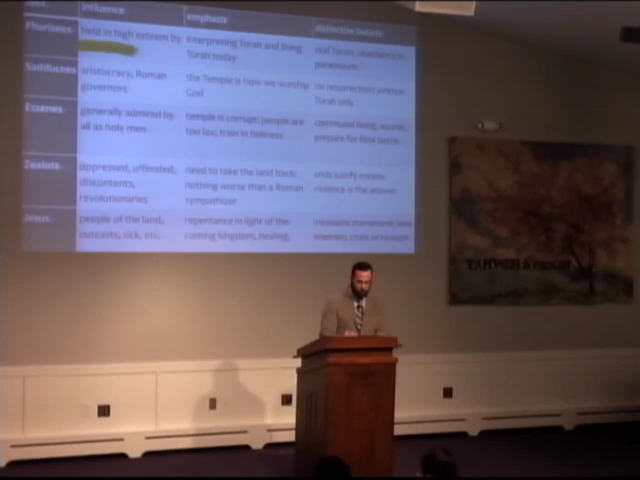 influence
emphasis
distinctive beliefs
Pharisees
held in high esteem by
interpreting Torah and living
Torah today
oral Torah, obedience is
paramount
Sadducees
aristocracy, Roman
governors
the Temple is how we worship
God
no resurrection; written
Torah only
Essenes
generally admired by
all as holy men
temple is corrupt; people are
too lax; train in holiness
communal living, ascetic,
prepare for final battle
Zealots
oppressed, offended,
discontents,
revolutionaries
need to take the land back;
nothing worse than a Roman
sympathizer
ends justify means;
violence is the answer
Jesus
people of the land,
outcasts, sick, etc.
repentance in light of the
coming kingdom; healing,